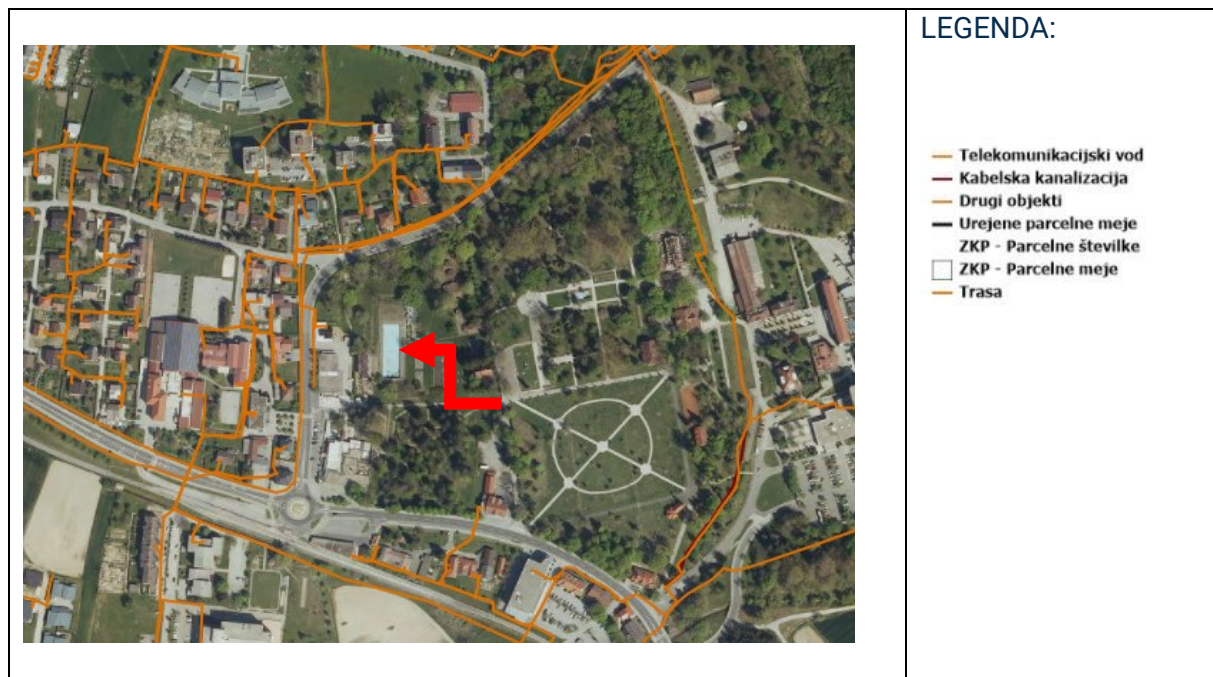 LEGENDA:
Telekomunikacijski vod
Kabelska kanalizacija
Drugi objekti
Urejene parcelne meje
ZKP - Parcelne številke
ZKP - Parcelne meje
Trasa